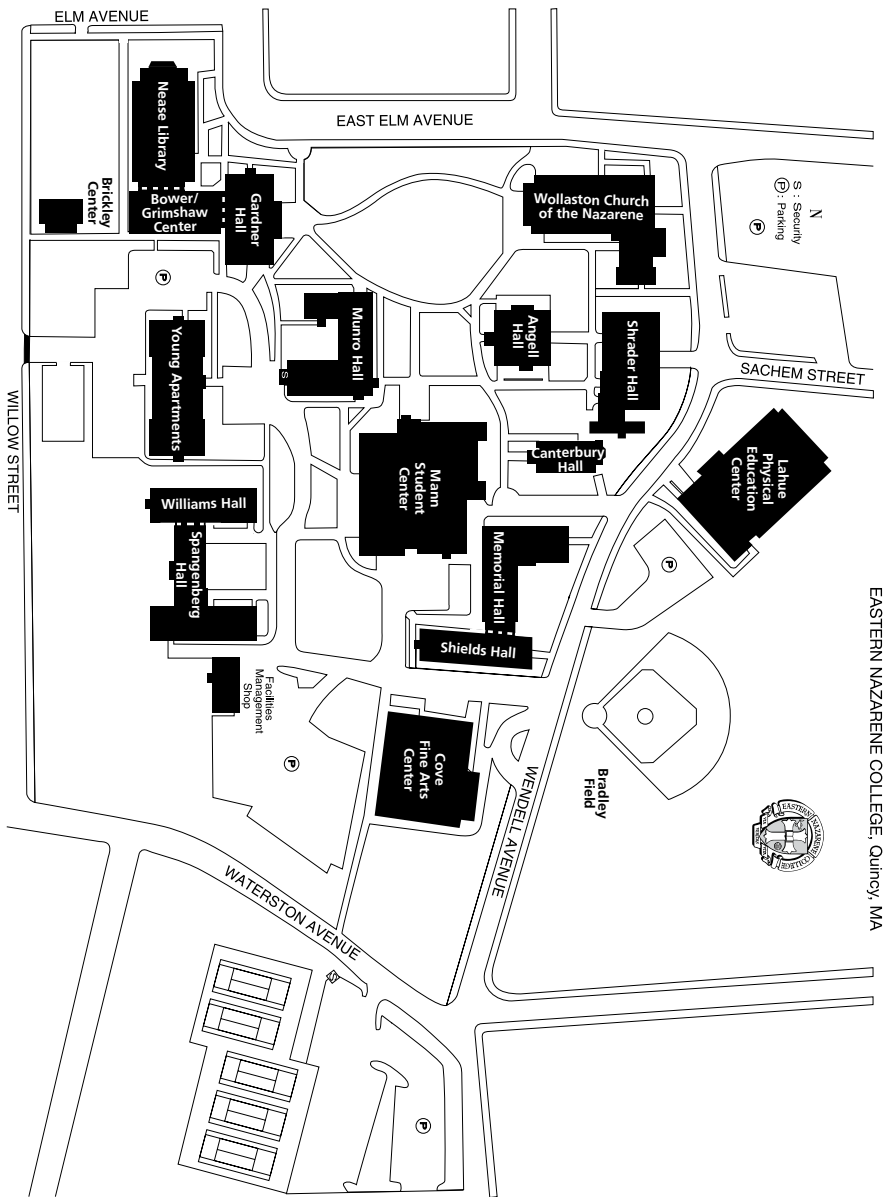 ELM AVENUE
EAST ELM AVENUE
Nease Library
Brickley
Center
Bower/
Grimshaw
Center
Gardner
Hall
Wollaston Church
of the Nazarene
N
S : Security
P : Parking
P
P
Young Apartments
Munro Hall
S
Angell
Hall
Shrader Hall
SACHEM STREET
WILLOW STREET
Mann
Student
Center
Canterbury
Hall
Lahue
Physical
Education
Center
Williams Hall
Spangenberg
Hall
Memorial Hall
Shields Hall
P
EASTERN NAZARENE COLLEGE, Quincy, MA
Facilities
Management
Shop
P
Cove
Fine Arts
Center
WENDELL AVENUE
Bradley
Field
EASTERN NAZARENE COLLEGE
WATERSTON AVENUE
P